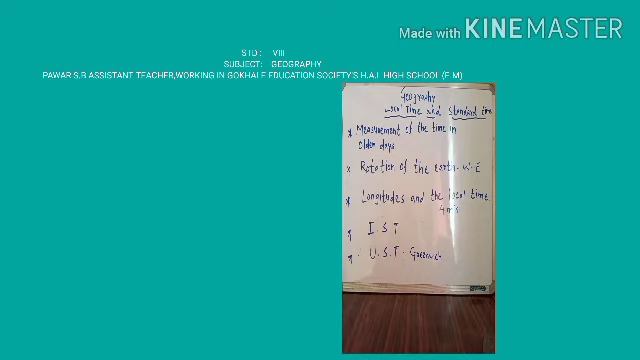 Made with KINEMASTER
STD : VIII
SUBJECT: GEOGRAPHY
PAWAR S.B ASSISTANT TEACHER,WORKING IN GOKHALE EDUCATION SOCIETY'S H.A.L HIGH SCHOOL (E.M)
Geography
Local Time and Standard time
* Measurement of the time in
older days
* Rotation of the earth - W-E
* Longitudes and the local time
* I.S T
* U.S.T.